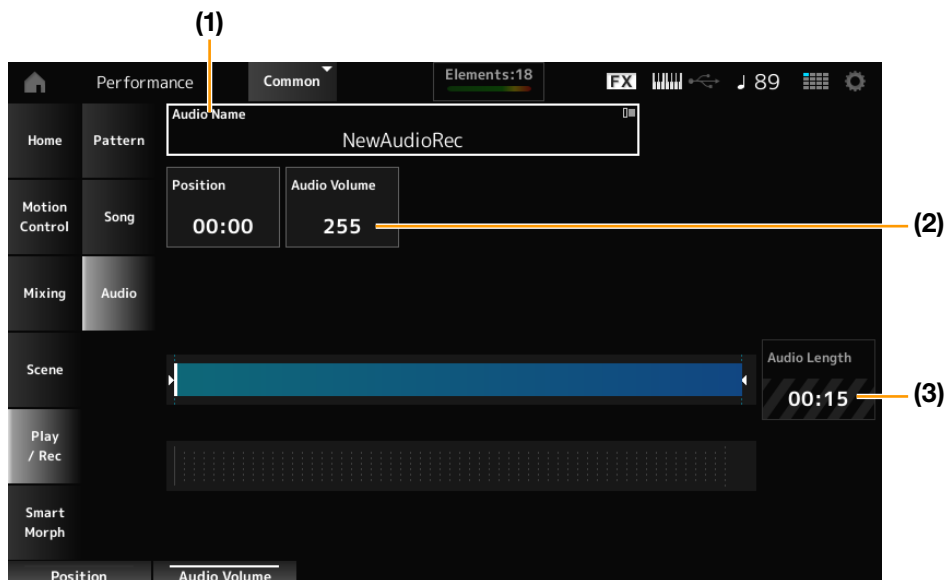 (1)
Performance
Common
Elements:18
FX
89
Home
Pattern
Audio Name
NewAudioRec
Motion
Control
Song
Position
00:00
Audio Volume
255
(2)
Mixing
Audio
Scene
Audio Length
00:15
(3)
Play
/ Rec
Smart
Morph
Position
Audio Volume